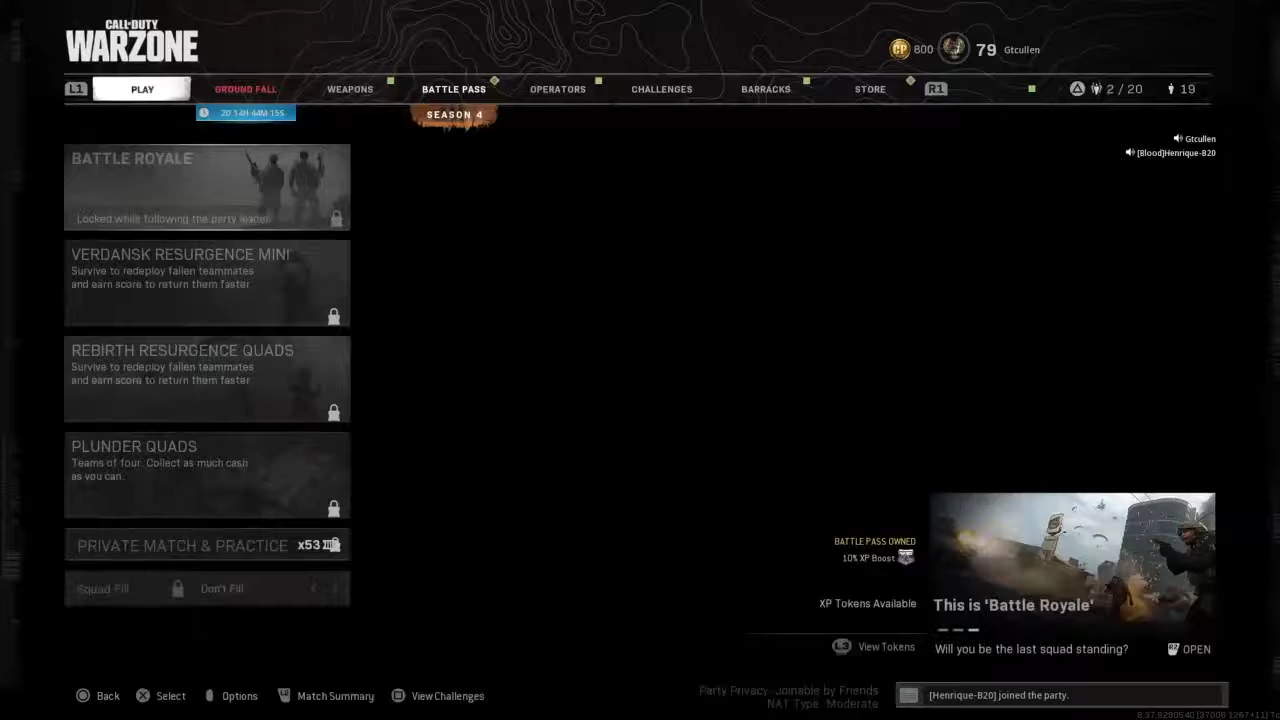 CALL OF DUTY
WARZONE
CP 800 79 Gtcullen
L1 PLAY GROUND FALL WEAPONS BATTLE PASS OPERATORS CHALLENGES BARRACKS STORE R1 2 / 20 19
2D 14H 44M 15S
SEASON 4
Gtcullen
[Blood]Henrique-B20
BATTLE ROYALE
Locked while following the party leader.
VERDANSK RESURGENCE MINI
Survive to redeploy fallen teammates
and earn score to return them faster
REBIRTH RESURGENCE QUADS
Survive to redeploy fallen teammates
and earn score to return them faster
PLUNDER QUADS
Teams of four. Collect as much cash
as you can.
PRIVATE MATCH & PRACTICE
Squad Fill Don't Fill
BATTLE PASS OWNED
10% XP Boost
XP Tokens Available
x53
L3 View Tokens
This is 'Battle Royale'
Will you be the last squad standing?
R3 OPEN
Back Select Options Match Summary View Challenges
Party Privacy: Joinable by Friends
NAT Type: Moderate
[Henrique-B20] joined the party.